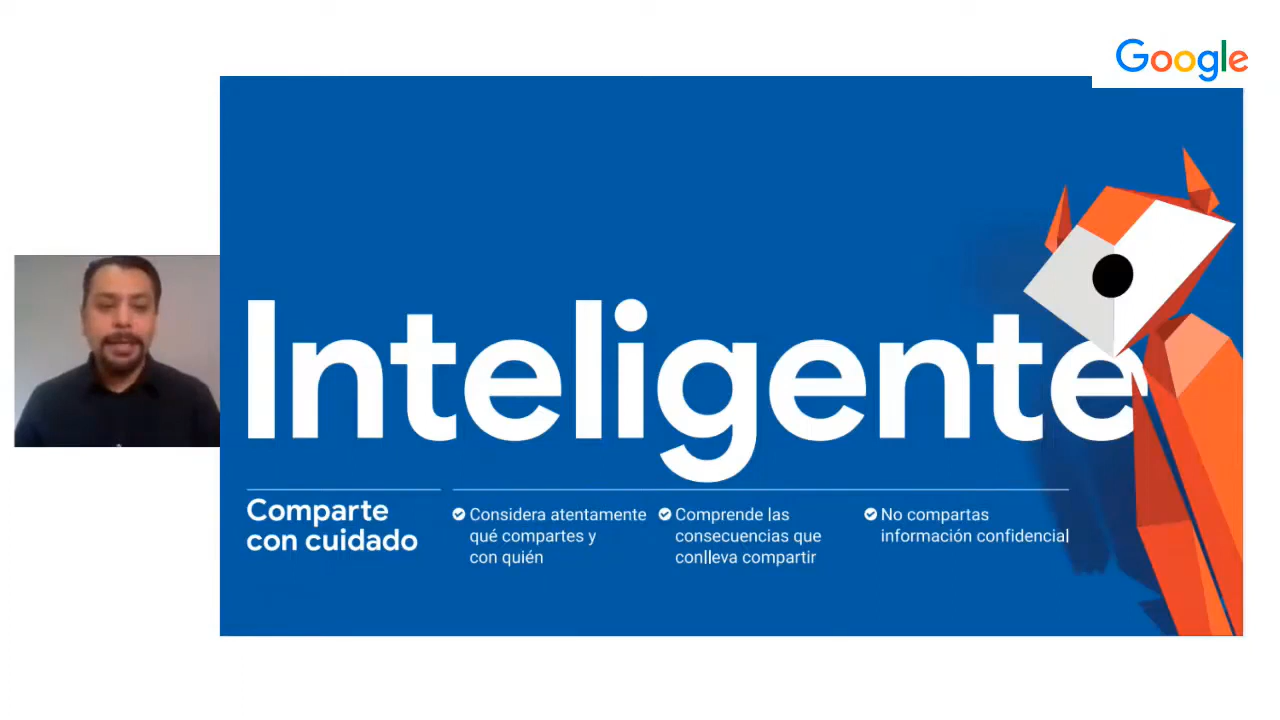 Google
Inteligente
Comparte
con cuidado
Considera atentamente
qué compartes y
con quién
Comprende las
consecuencias que
conlleva compartir
No compartas
información confidencial